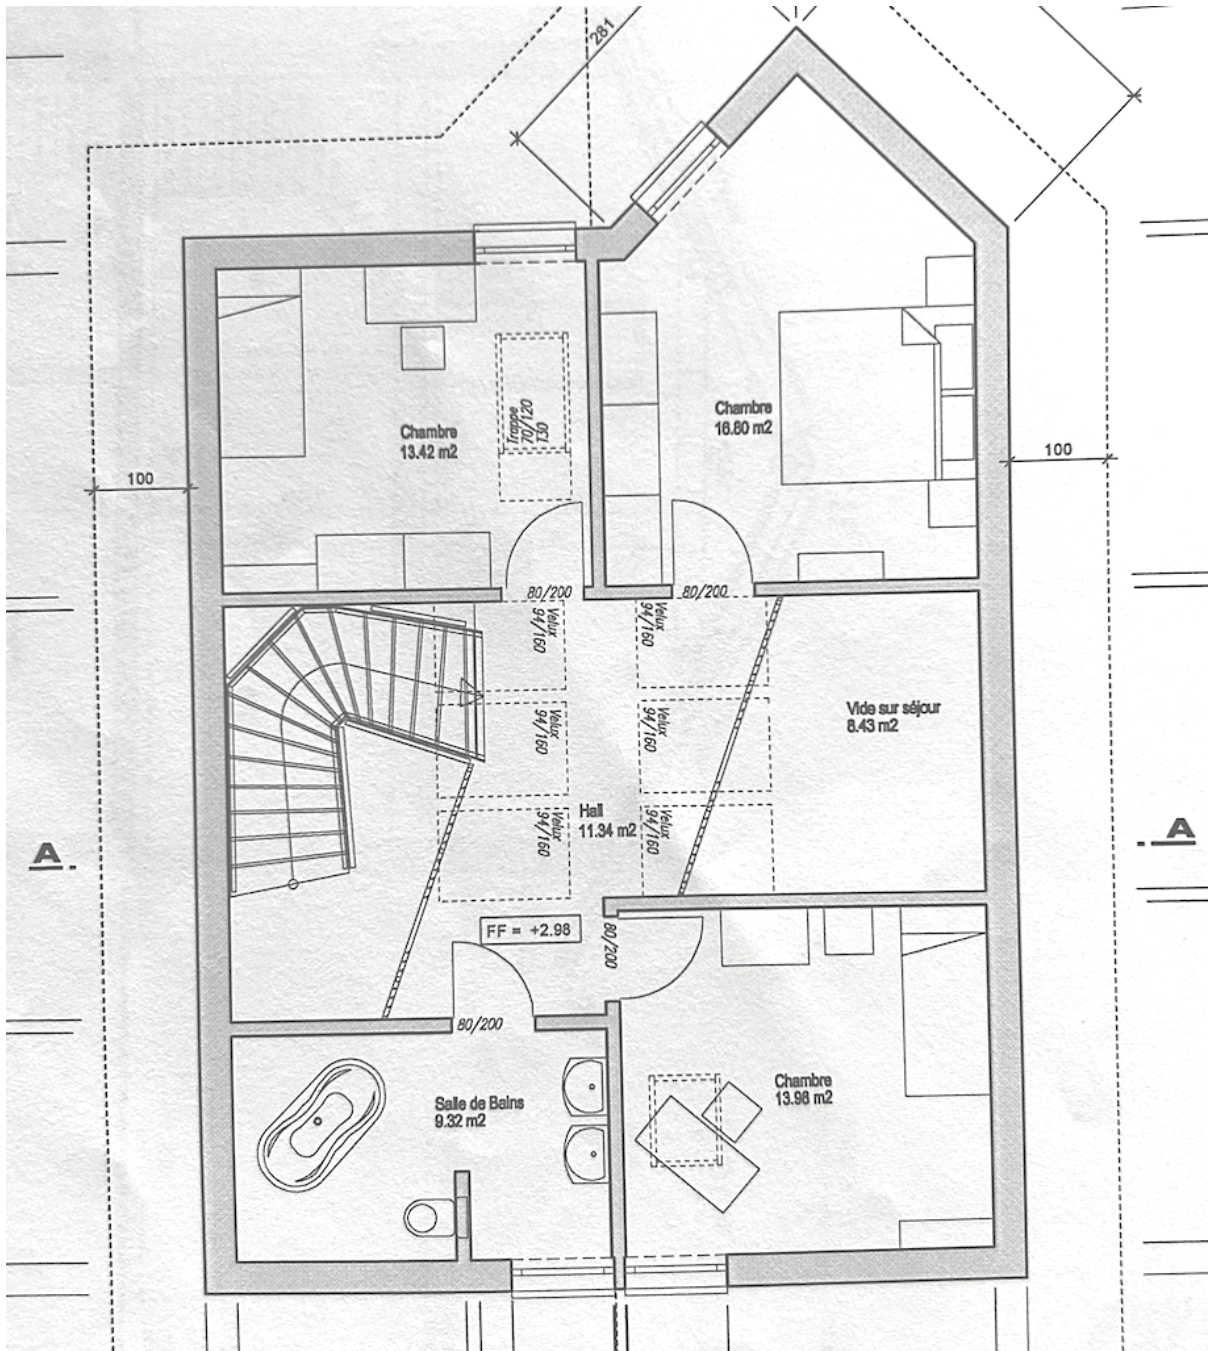 281
Chambre
13.42 m2
Trappe
70/120
T30
Chambre
16.80 m2
100
100
80/200
80/200
Velux
94/160
Velux
94/160
Velux
94/160
Velux
94/160
Vide sur séjour
8.43 m2
Hall
11.34 m2
Velux
94/160
Velux
94/160
A
A
FF = +2.98
80/200
80/200
Salle de Bains
9.32 m2
Chambre
13.98 m2